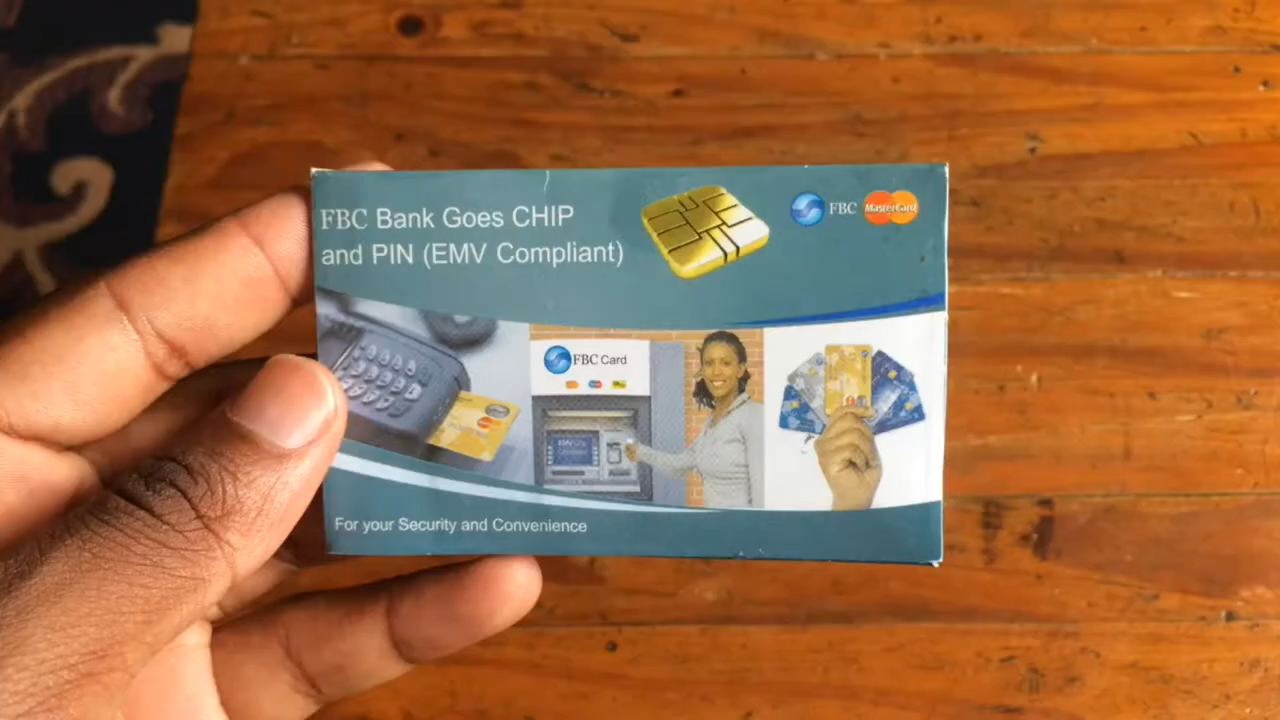 FBC Bank Goes CHIP
and PIN (EMV Compliant)
FBC
MasterCard
FBC Card
For your Security and Convenience